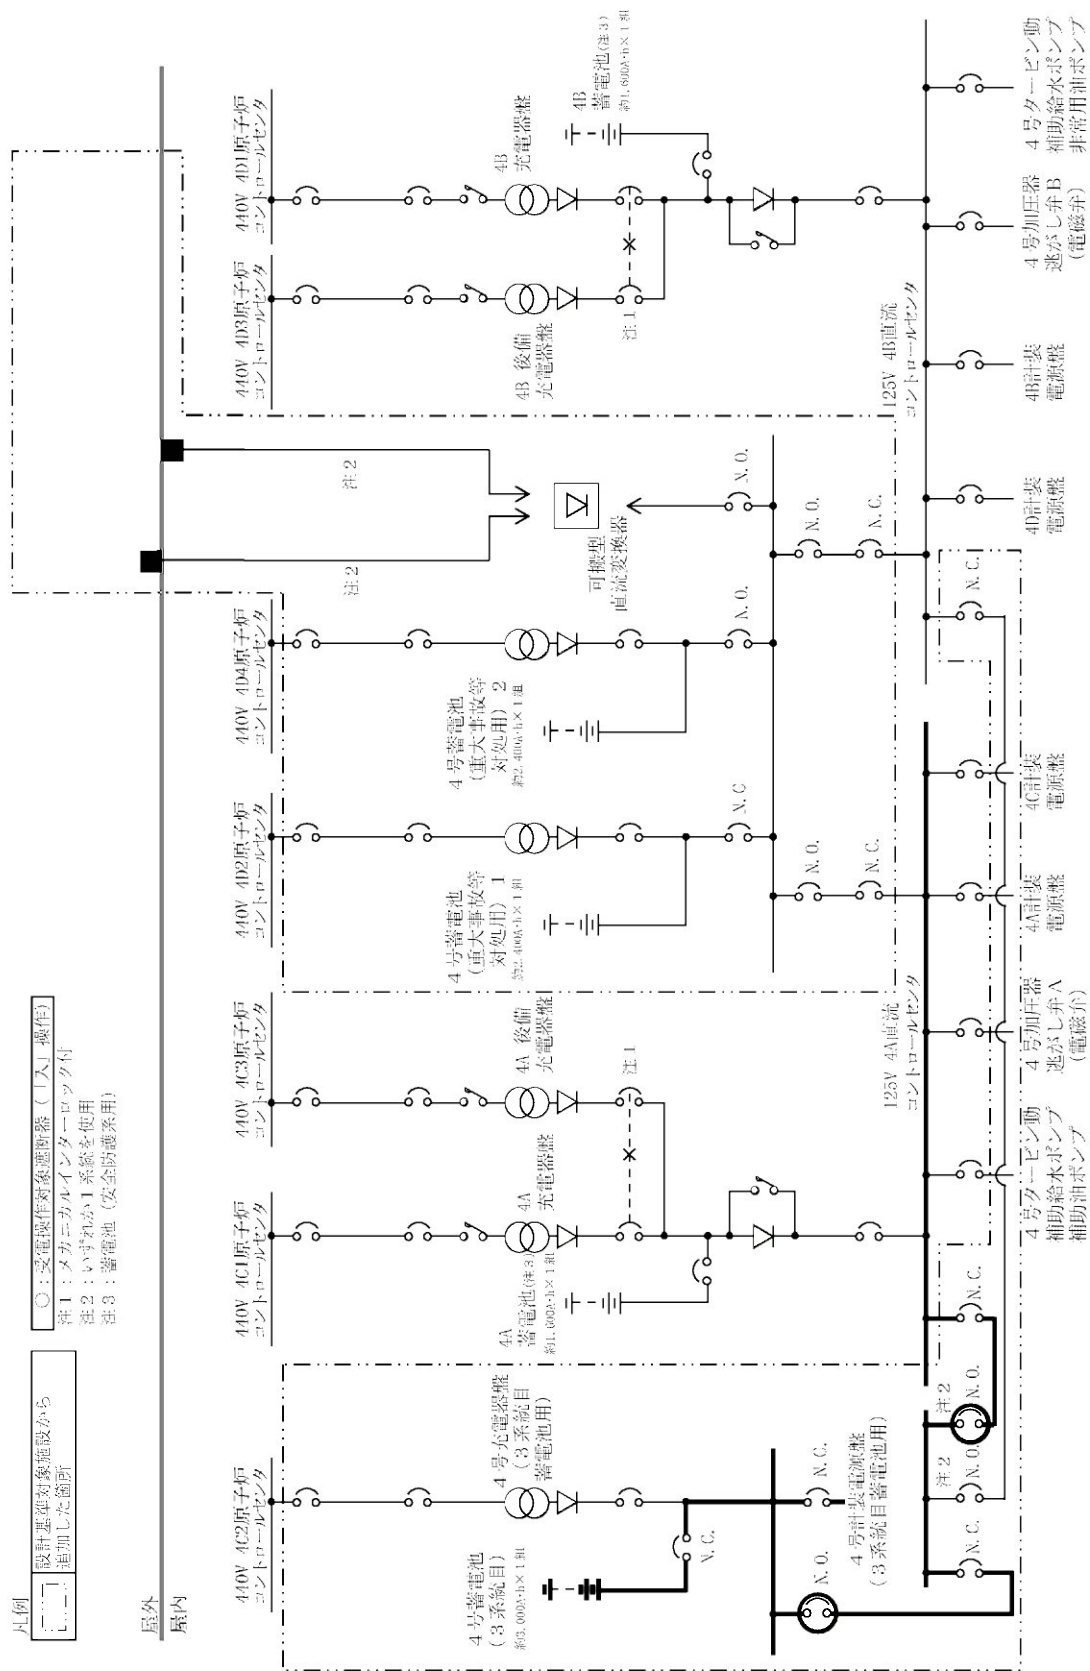 凡例
設計基準対象施設から
追加した箇所
○：受電操作対象遮断器（「入」操作）
注1：メカニカルインターロック付
注2：いずれか1系統を使用
注3：蓄電池（安全防護系用）
屋外
屋内
440V 4C2原子炉
コントロールセンタ
440V 4C1原子炉
コントロールセンタ
440V 4C3原子炉
コントロールセンタ
440V 4D2原子炉
コントロールセンタ
440V 4D4原子炉
コントロールセンタ
440V 4D3原子炉
コントロールセンタ
440V 4D1原子炉
コントロールセンタ
注2
注2
4号充電器盤
（3系統目
蓄電池用）
4号蓄電池
（3系統目）
約3,000A·h×1組
N.C.
N.C.
4号計装電源盤
（3系統目蓄電池用）
N.O.
4A
充電器盤
4A 後備
充電器盤
注1
4A
蓄電池(注3)
約1,600A·h×1組
4号蓄電池
（重大事故等
対処用）1
約2,400A·h×1組
N.C
4号蓄電池
（重大事故等
対処用）2
約2,400A·h×1組
N.O.
可搬型
直流変換器
N.O.
4B 後備
充電器盤
注1
4B
充電器盤
4B
蓄電池(注3)
約1,600A·h×1組
N.O.
N.C.
N.O.
N.C.
125V 4A直流
コントロールセンタ
125V 4B直流
コントロールセンタ
N.C.
注2
N.O.
注2
N.O.
N.C.
N.C.
4号タービン動
補助給水ポンプ
補助油ポンプ
4号加圧器
逃がし弁A
（電磁弁）
4A計装
電源盤
4C計装
電源盤
4D計装
電源盤
4B計装
電源盤
4号加圧器
逃がし弁B
（電磁弁）
4号タービン動
補助給水ポンプ
非常用油ポンプ